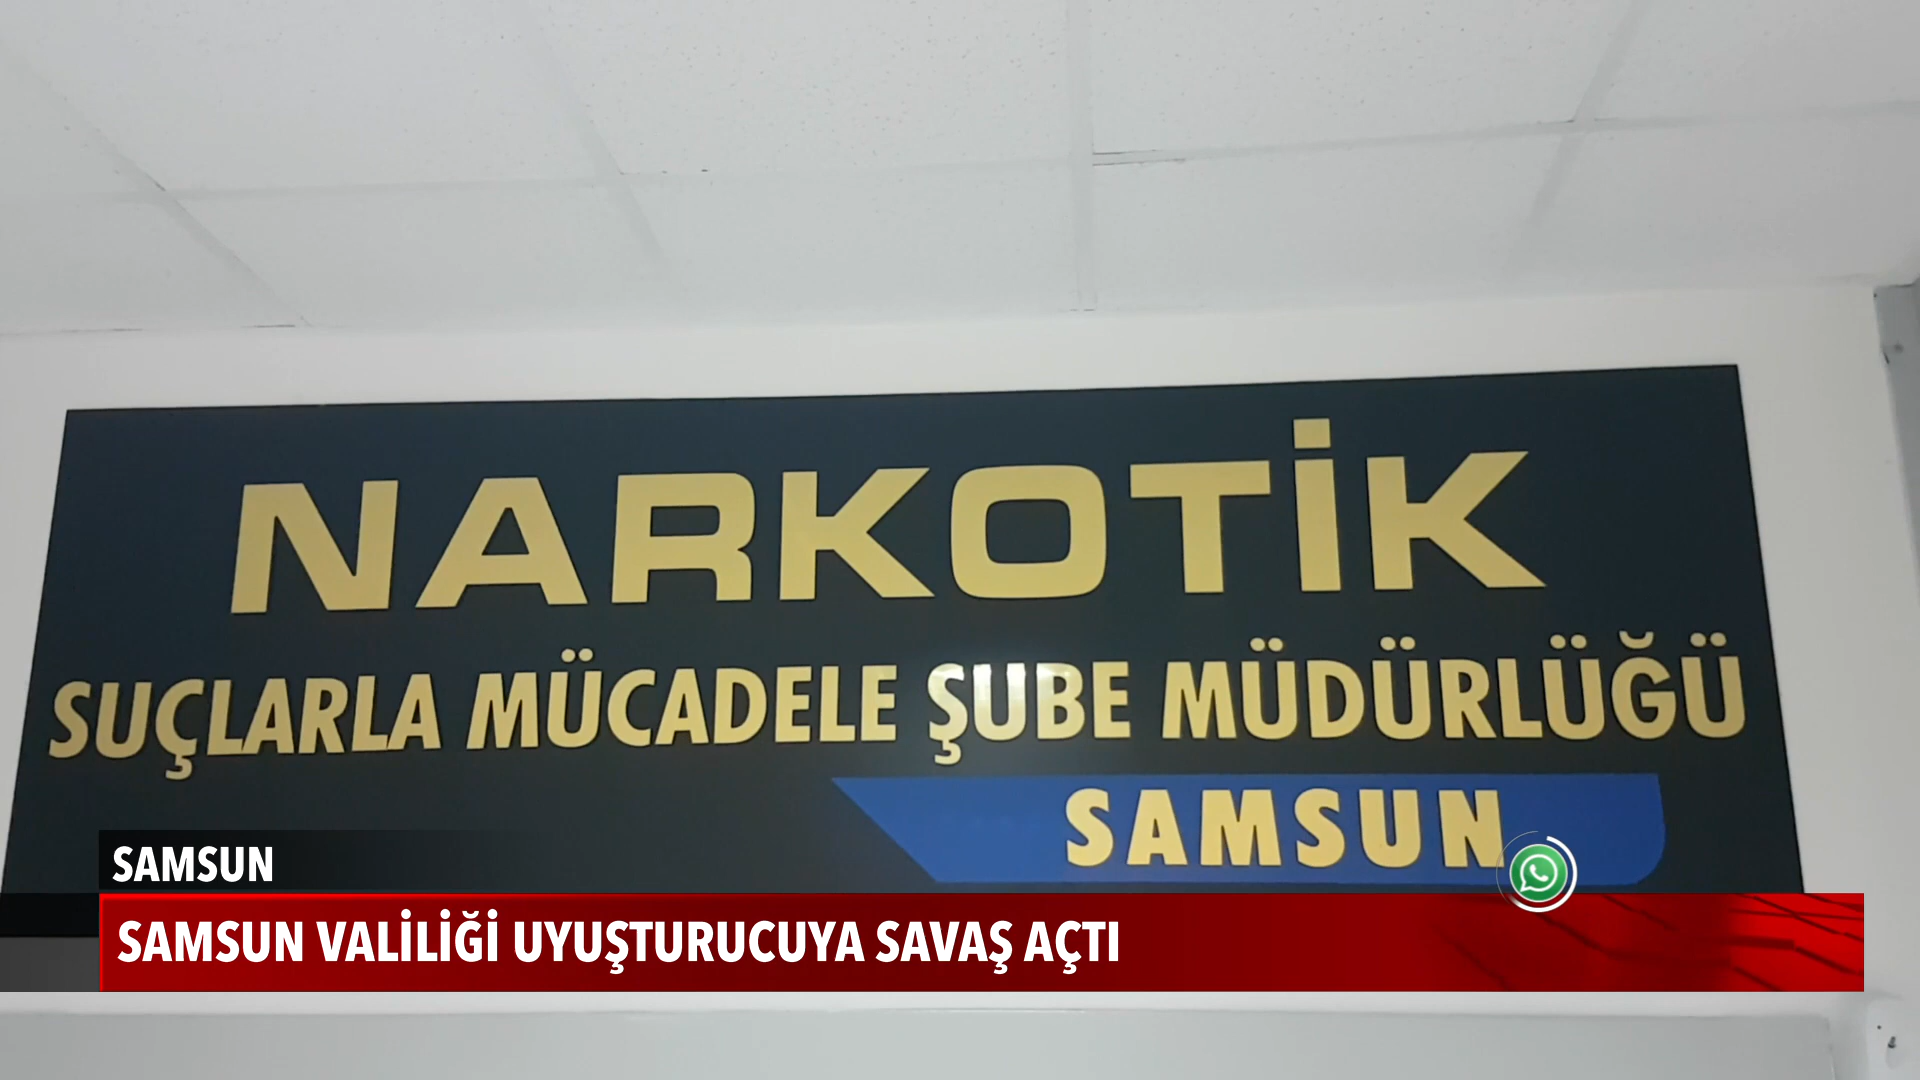 NARKOTİK
SUÇLARLA MÜCADELE ŞUBE MÜDÜRLÜĞÜ
SAMSUN
SAMSUN
SAMSUN VALİLİĞİ UYUŞTURUCUYA SAVAŞ AÇTI